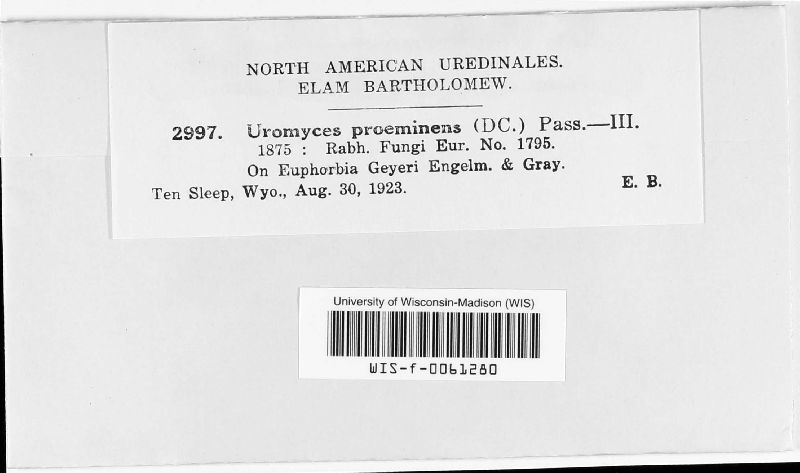 NORTH AMERICAN UREDINALES.
ELAM BARTHOLOMEW.
2997. Uromyces proeminens (DC.) Pass.—III.
1875 : Rabh. Fungi Eur. No. 1795.
On Euphorbia Geyeri Engelm. & Gray.
Ten Sleep, Wyo., Aug. 30, 1923. E. B.
University of Wisconsin-Madison (WIS)
WIS-f-0061280